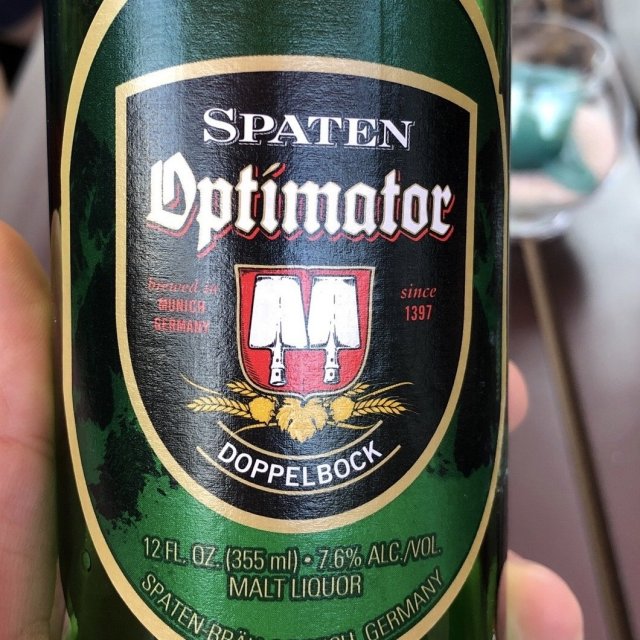 SPATEN
Optimator
brewed in
MUNICH
GERMANY
since
1397
DOPPELBOCK
12 FL. OZ. (355 ml) • 7.6% ALC./VOL.
MALT LIQUOR
GERMANY